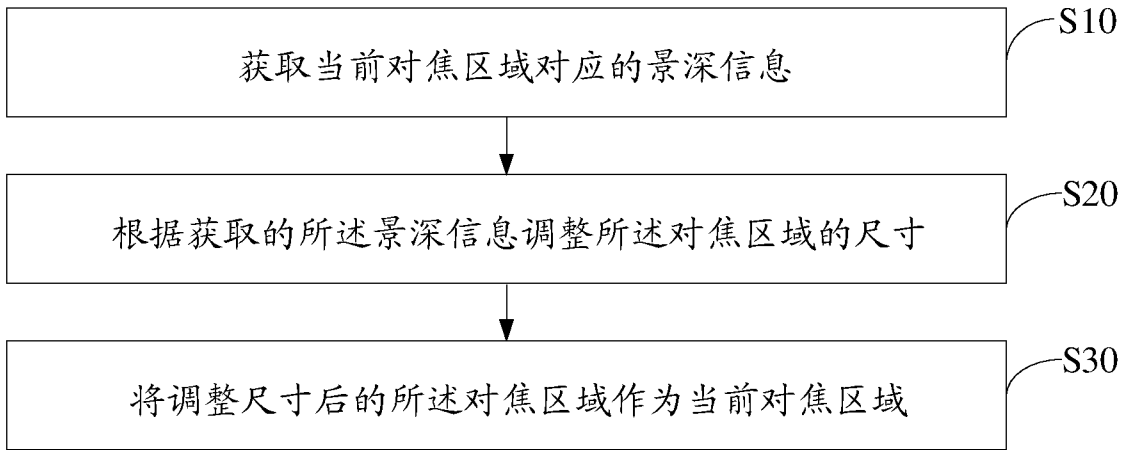 S10
获取当前对焦区域对应的景深信息
S20
根据获取的所述景深信息调整所述对焦区域的尺寸
S30
将调整尺寸后的所述对焦区域作为当前对焦区域